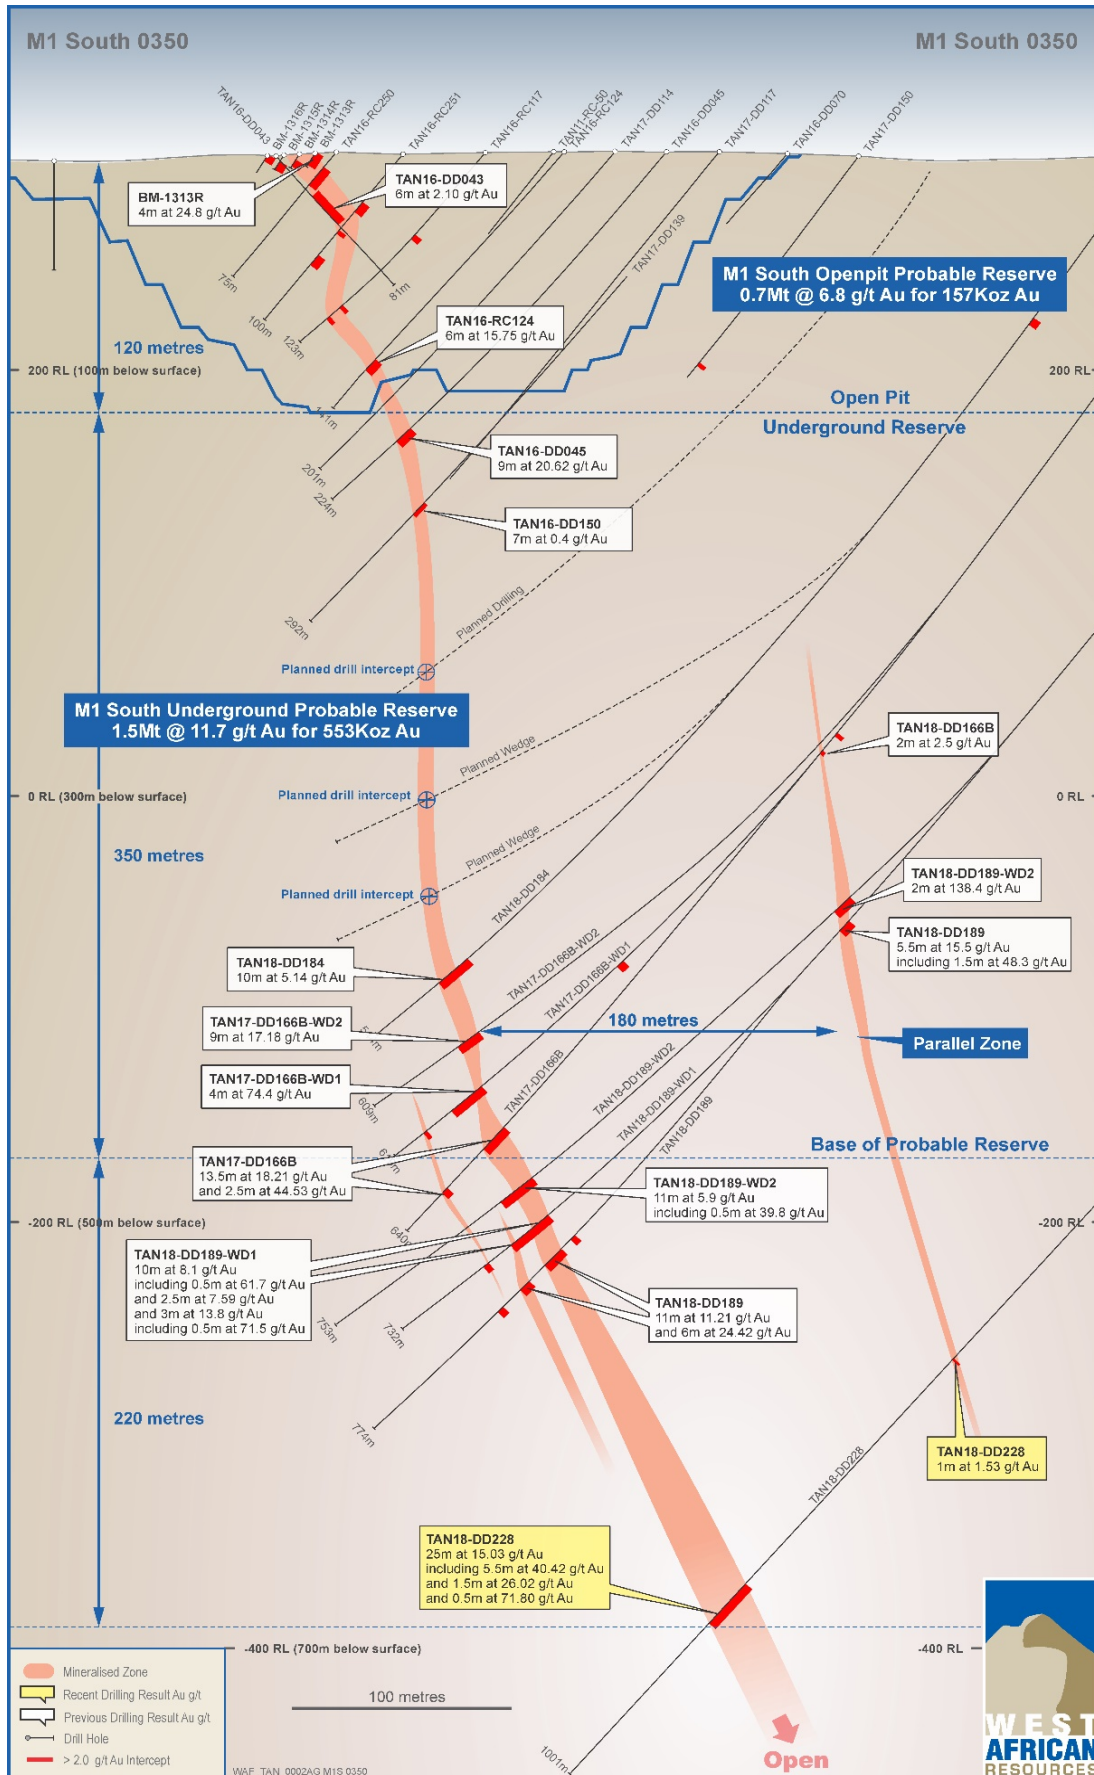 M1 South 0350
M1 South 0350
TAN16-DD043
BM-1316R
BM-1315R
BM-1314R
BM-1313R
TAN16-RC250
TAN16-RC251
TAN16-RC117
TAN11-RC-50
TAN16-RC124
TAN17-DD114
TAN16-DD045
TAN17-DD117
TAN16-DD070
TAN17-DD150
BM-1313R
4m at 24.8 g/t Au
TAN16-DD043
6m at 2.10 g/t Au
TAN17-DD139
75m
81m
100m
123m
M1 South Openpit Probable Reserve
0.7Mt @ 6.8 g/t Au for 157Koz Au
TAN16-RC124
6m at 15.75 g/t Au
120 metres
200 RL (100m below surface)
200 RL
141m
Open Pit
Underground Reserve
TAN16-DD045
9m at 20.62 g/t Au
201m
224m
TAN16-DD150
7m at 0.4 g/t Au
292m
Planned Drilling
Planned drill intercept
M1 South Underground Probable Reserve
1.5Mt @ 11.7 g/t Au for 553Koz Au
TAN18-DD166B
2m at 2.5 g/t Au
Planned Wedge
0 RL (300m below surface)
Planned drill intercept
0 RL
350 metres
Planned Wedge
Planned drill intercept
TAN18-DD184
TAN18-DD189-WD2
2m at 138.4 g/t Au
TAN18-DD189
5.5m at 15.5 g/t Au
including 1.5m at 48.3 g/t Au
TAN18-DD184
10m at 5.14 g/t Au
TAN17-DD166B-WD2
TAN17-DD166B-WD1
180 metres
TAN17-DD166B-WD2
9m at 17.18 g/t Au
Parallel Zone
TAN17-DD166B-WD1
4m at 74.4 g/t Au
TAN17-DD166B
TAN18-DD189-WD2
TAN18-DD189-WD1
TAN18-DD189
609m
Base of Probable Reserve
TAN17-DD166B
13.5m at 18.21 g/t Au
and 2.5m at 44.53 g/t Au
TAN18-DD189-WD2
11m at 5.9 g/t Au
including 0.5m at 39.8 g/t Au
-200 RL (500m below surface)
-200 RL
640m
TAN18-DD189-WD1
10m at 8.1 g/t Au
including 0.5m at 61.7 g/t Au
and 2.5m at 7.59 g/t Au
and 3m at 13.8 g/t Au
including 0.5m at 71.5 g/t Au
TAN18-DD189
11m at 11.21 g/t Au
and 6m at 24.42 g/t Au
753m
732m
774m
220 metres
TAN18-DD228
1m at 1.53 g/t Au
TAN18-DD228
TAN18-DD228
25m at 15.03 g/t Au
including 5.5m at 40.42 g/t Au
and 1.5m at 26.02 g/t Au
and 0.5m at 71.80 g/t Au
-400 RL (700m below surface)
-400 RL
Mineralised Zone
Recent Drilling Result Au g/t
Previous Drilling Result Au g/t
Drill Hole
> 2.0 g/t Au Intercept
100 metres
WAF_TAN_0002AG M1S 0350
1001m
Open
WEST
AFRICAN
RESOURCES